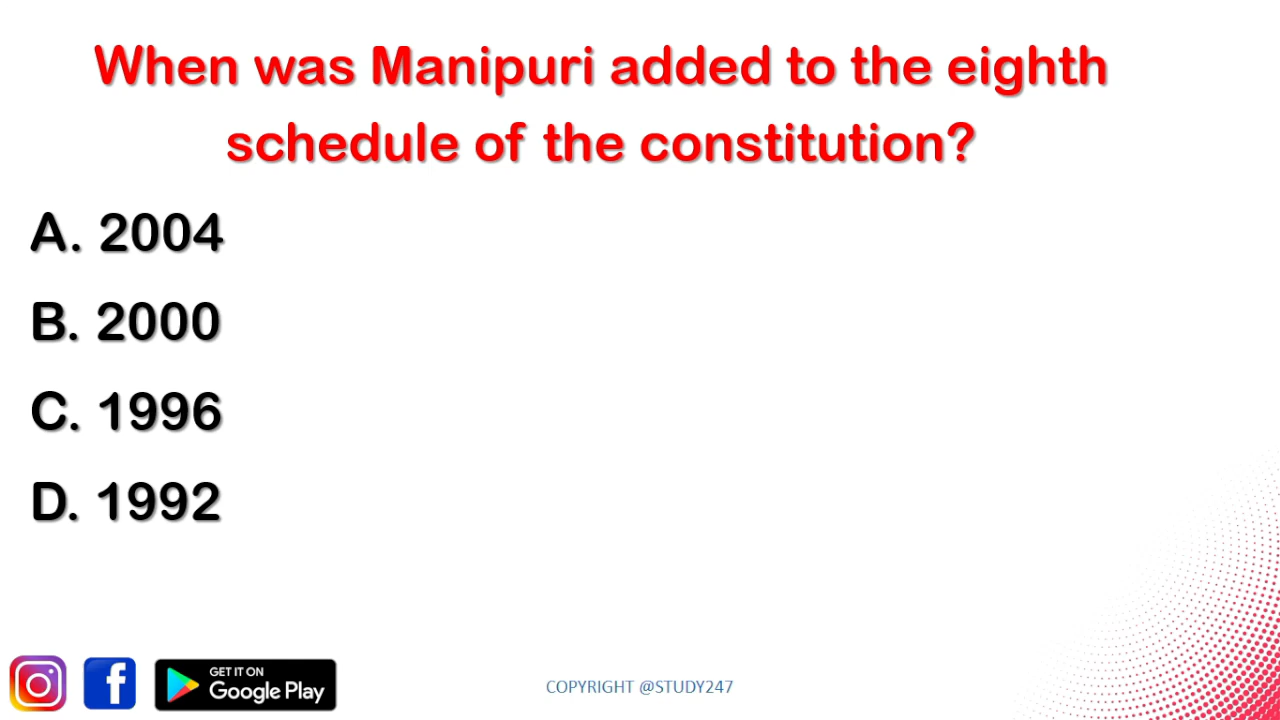 When was Manipuri added to the eighth
schedule of the constitution?
A. 2004
B. 2000
C. 1996
D. 1992
f
GET IT ON
Google Play
COPYRIGHT @STUDY247